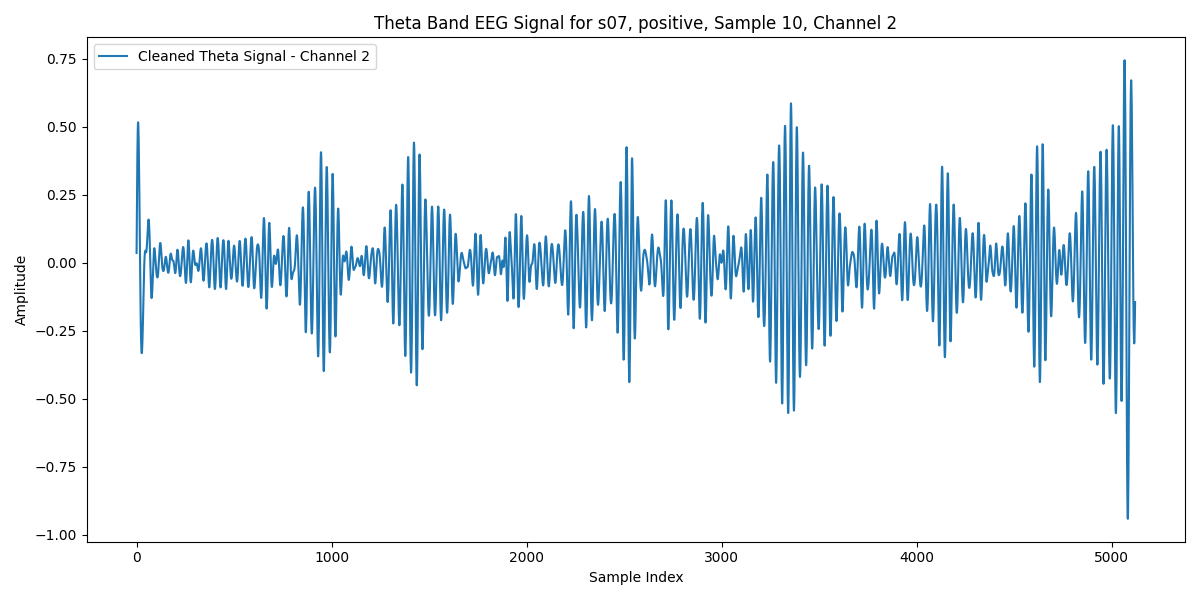 Theta Band EEG Signal for s07, positive, Sample 10, Channel 2
Cleaned Theta Signal - Channel 2
0.75
0.50
0.25
0.00
−0.25
−0.50
−0.75
−1.00
Amplitude
0 1000 2000 3000 4000 5000
Sample Index